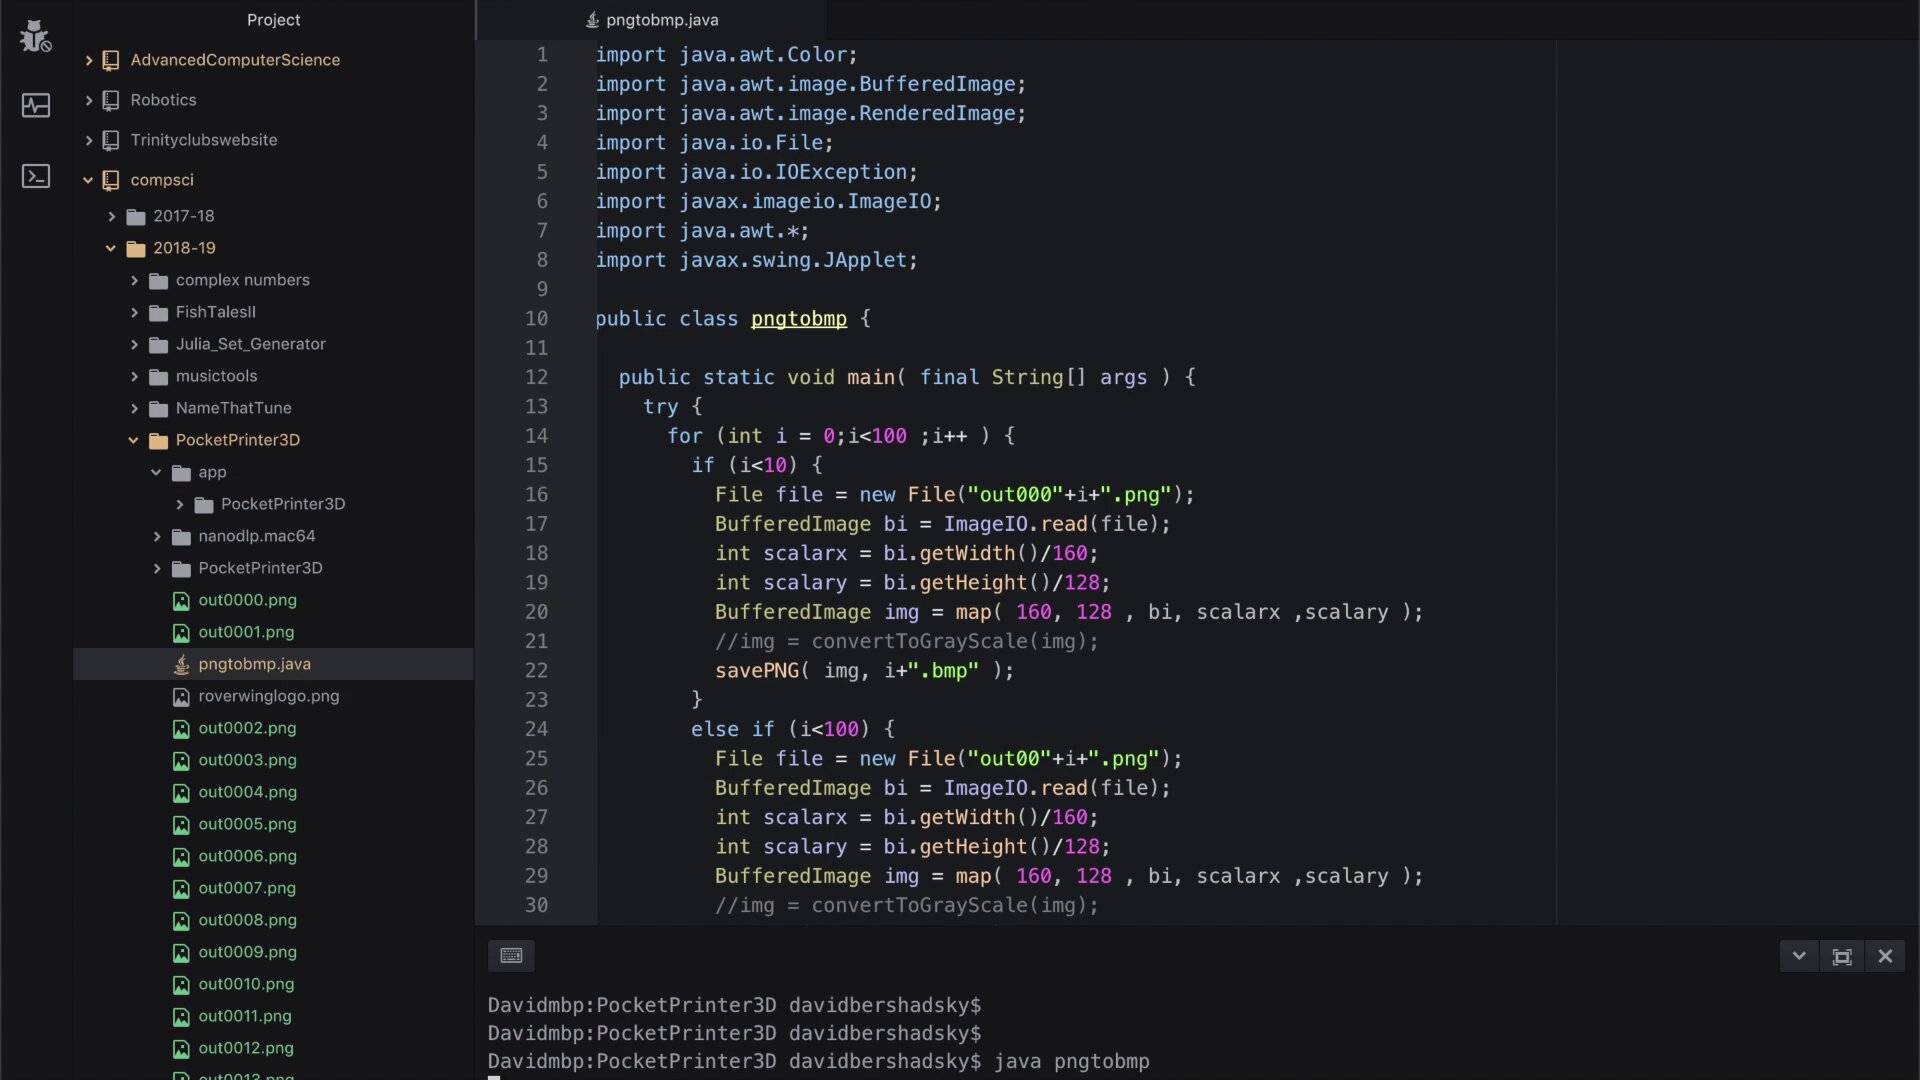 Project
AdvancedComputerScience
Robotics
Trinityclubswebsite
compsci
2017-18
2018-19
complex numbers
FishTalesII
Julia_Set_Generator
musictools
NameThatTune
PocketPrinter3D
app
PocketPrinter3D
nanodlp.mac64
PocketPrinter3D
out0000.png
out0001.png
pngtobmp.java
roverwinglogo.png
out0002.png
out0003.png
out0004.png
out0005.png
out0006.png
out0007.png
out0008.png
out0009.png
out0010.png
out0011.png
out0012.png
out0013.png
pngtobmp.java
1 import java.awt.Color;
2 import java.awt.image.BufferedImage;
3 import java.awt.image.RenderedImage;
4 import java.io.File;
5 import java.io.IOException;
6 import javax.imageio.ImageIO;
7 import java.awt.*;
8 import javax.swing.JApplet;
9
10 public class pngtobmp {
11
12 public static void main( final String[] args ) {
13 try {
14 for (int i = 0;i<100 ;i++ ) {
15 if (i<10) {
16 File file = new File("out000"+i+".png");
17 BufferedImage bi = ImageIO.read(file);
18 int scalarx = bi.getWidth()/160;
19 int scalary = bi.getHeight()/128;
20 BufferedImage img = map( 160, 128 , bi, scalarx ,scalary );
21 //img = convertToGrayScale(img);
22 savePNG( img, i+".bmp" );
23 }
24 else if (i<100) {
25 File file = new File("out00"+i+".png");
26 BufferedImage bi = ImageIO.read(file);
27 int scalarx = bi.getWidth()/160;
28 int scalary = bi.getHeight()/128;
29 BufferedImage img = map( 160, 128 , bi, scalarx ,scalary );
30 //img = convertToGrayScale(img);
Davidmbp:PocketPrinter3D davidbershadsky$
Davidmbp:PocketPrinter3D davidbershadsky$
Davidmbp:PocketPrinter3D davidbershadsky$ java pngtobmp